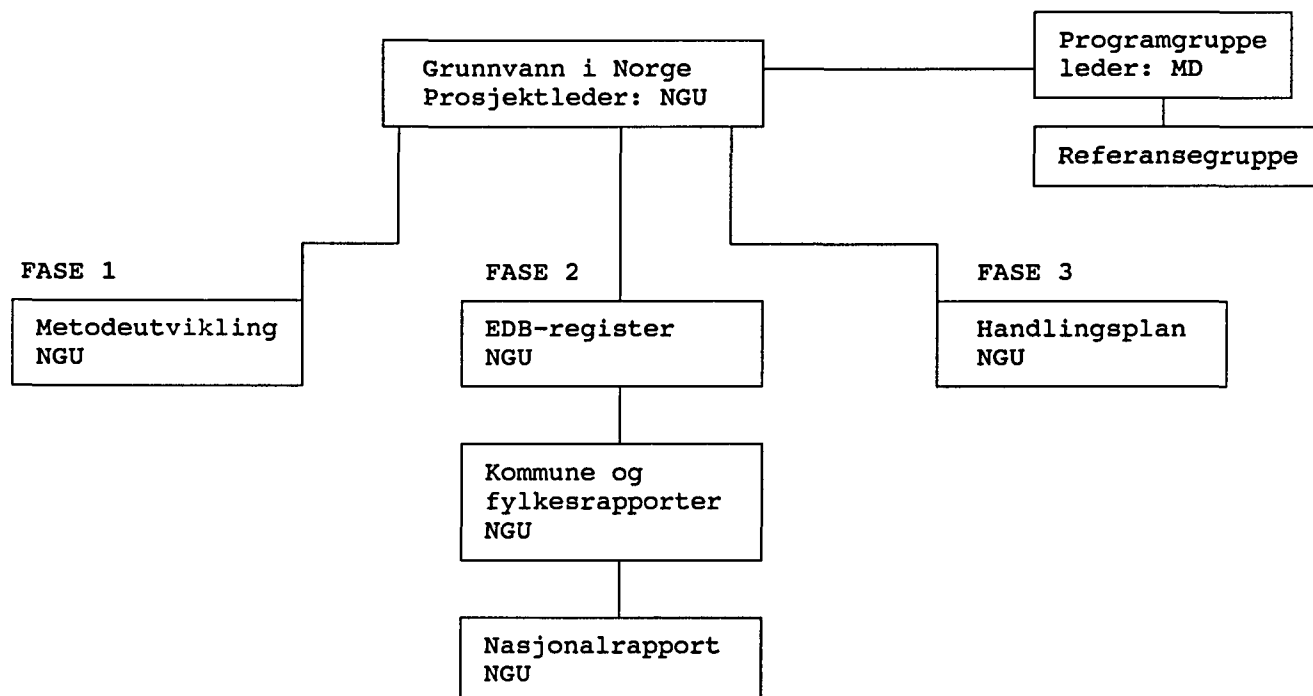 Grunnvann i Norge
Prosjektleder: NGU
Programgruppe
leder: MD
Referansegruppe
FASE 1
Metodeutvikling
NGU
FASE 2
EDB-register
NGU
Kommune og
fylkesrapporter
NGU
Nasjonalrapport
NGU
FASE 3
Handlingsplan
NGU